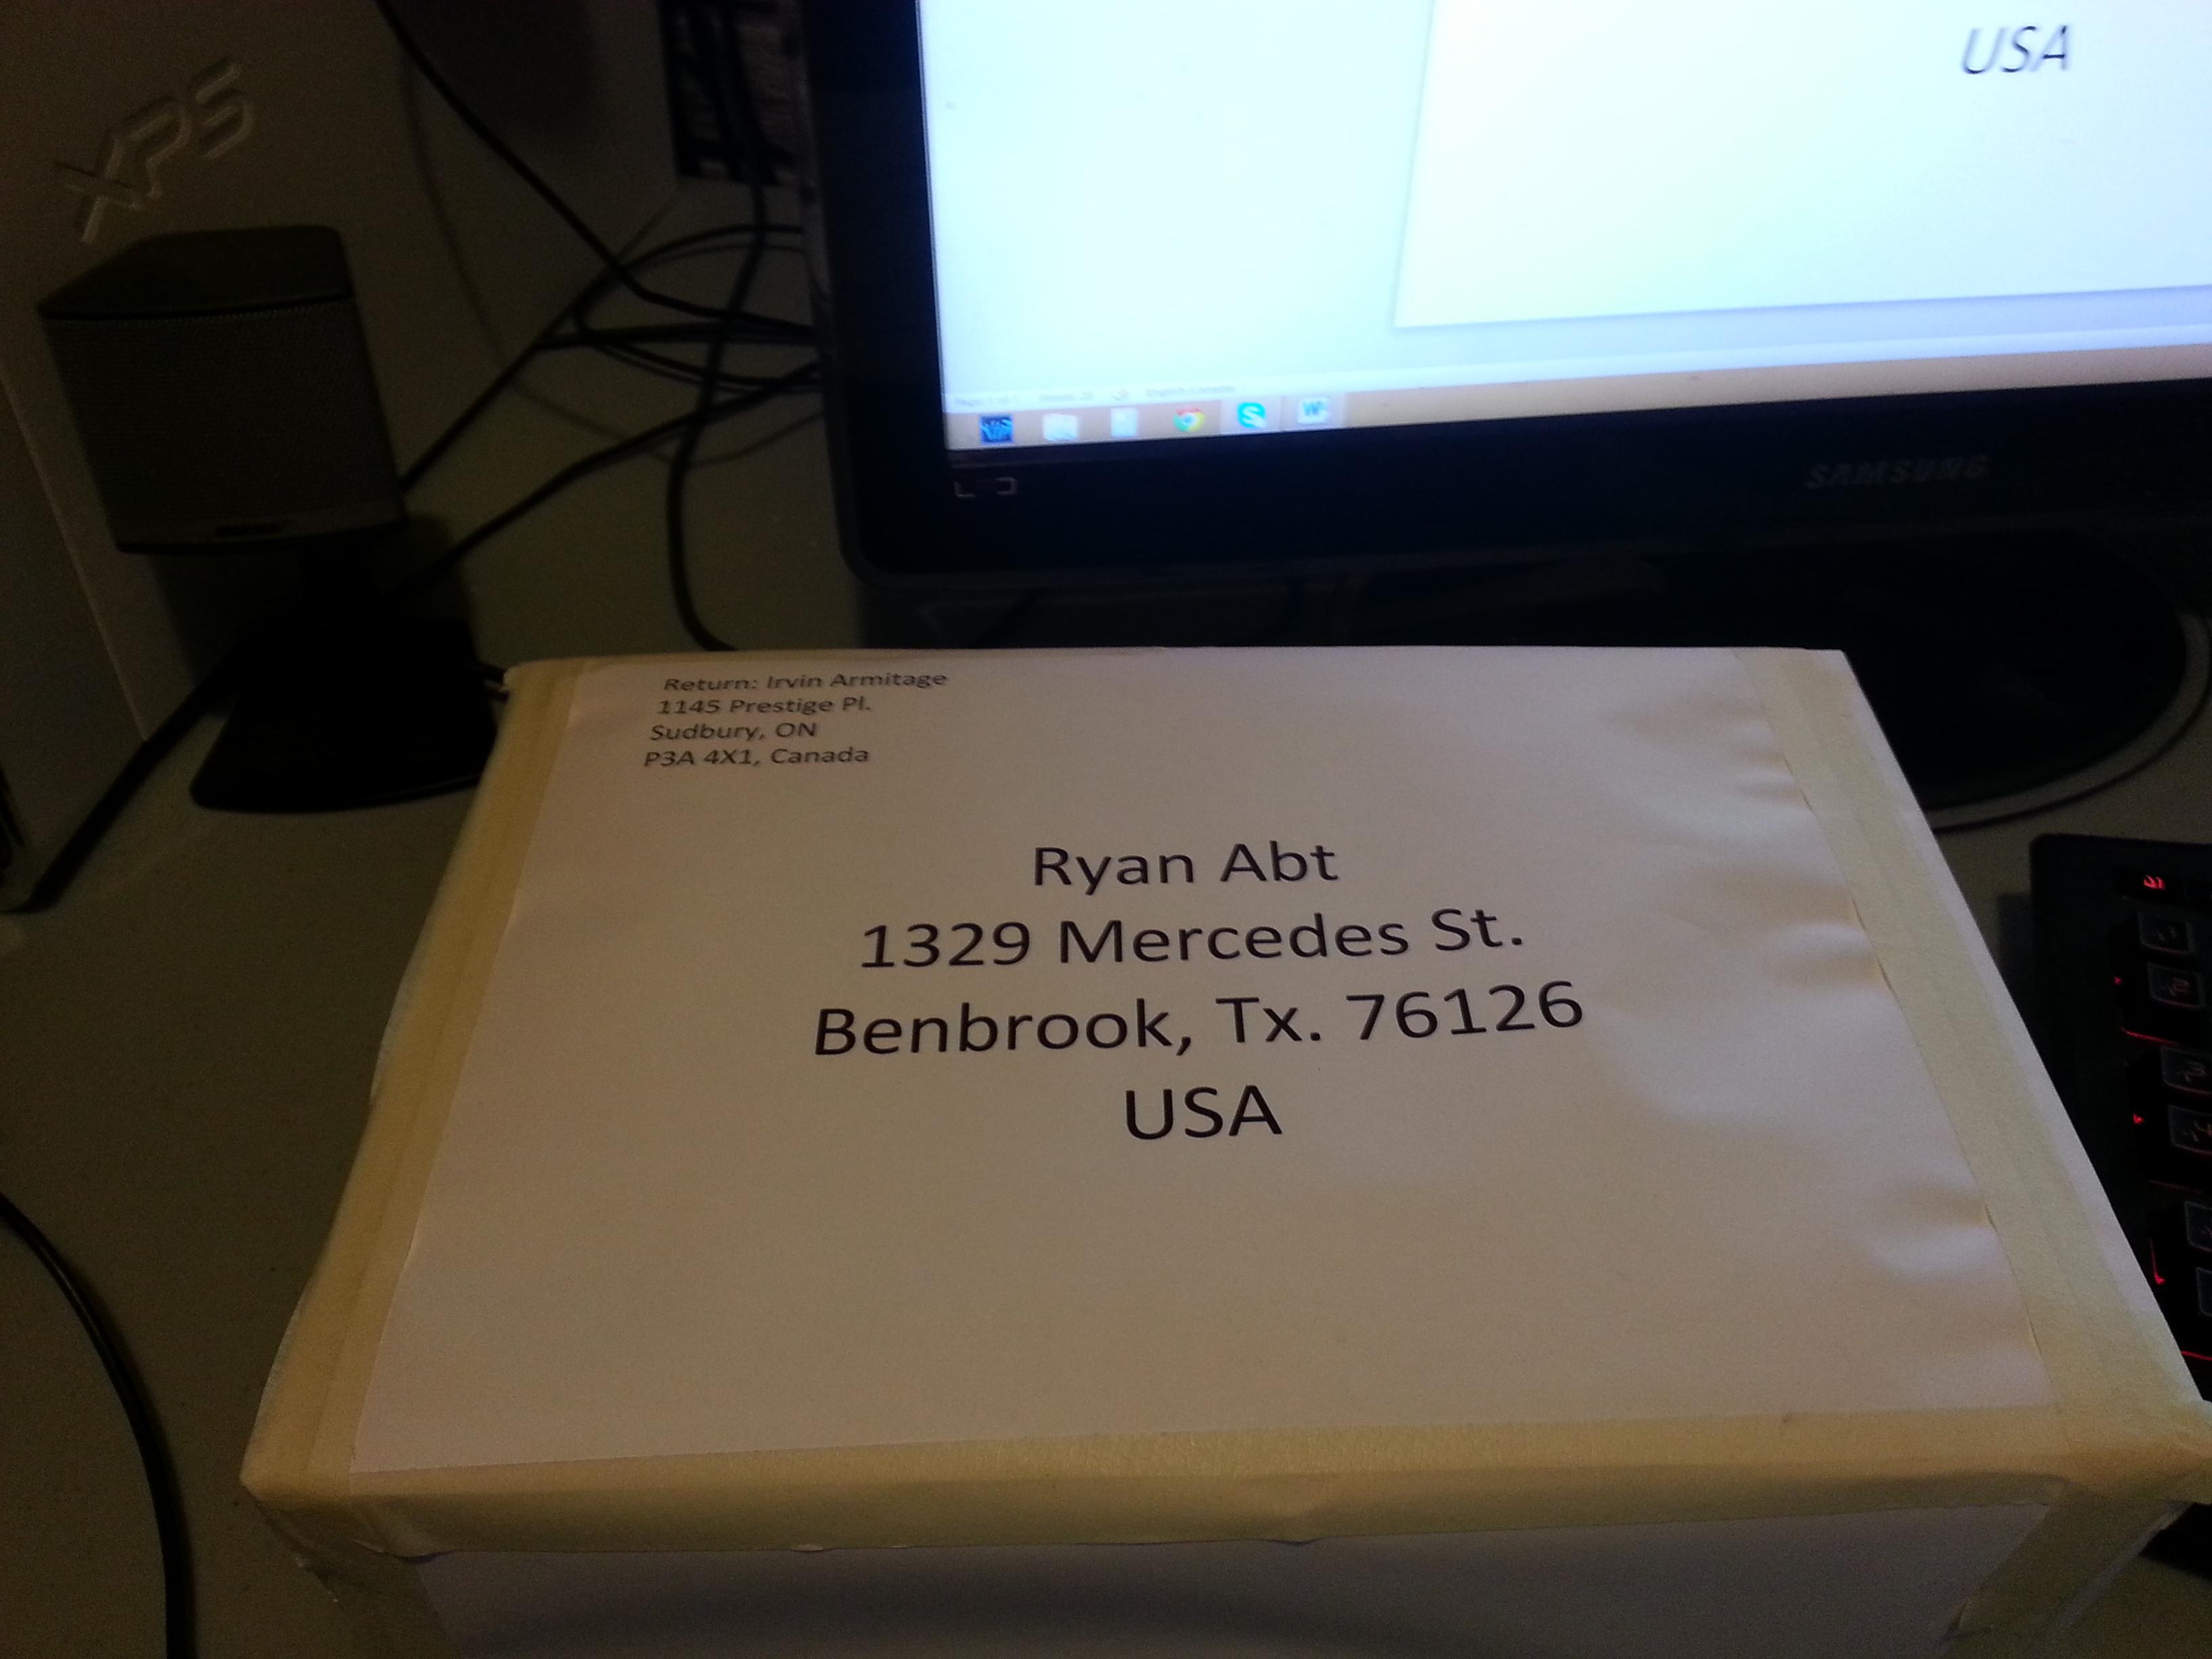 XPS
USA
SAMSUNG
Return: Irvin Armitage
1145 Prestige Pl.
Sudbury, ON
P3A 4X1, Canada
Ryan Abt
1329 Mercedes St.
Benbrook, Tx. 76126
USA